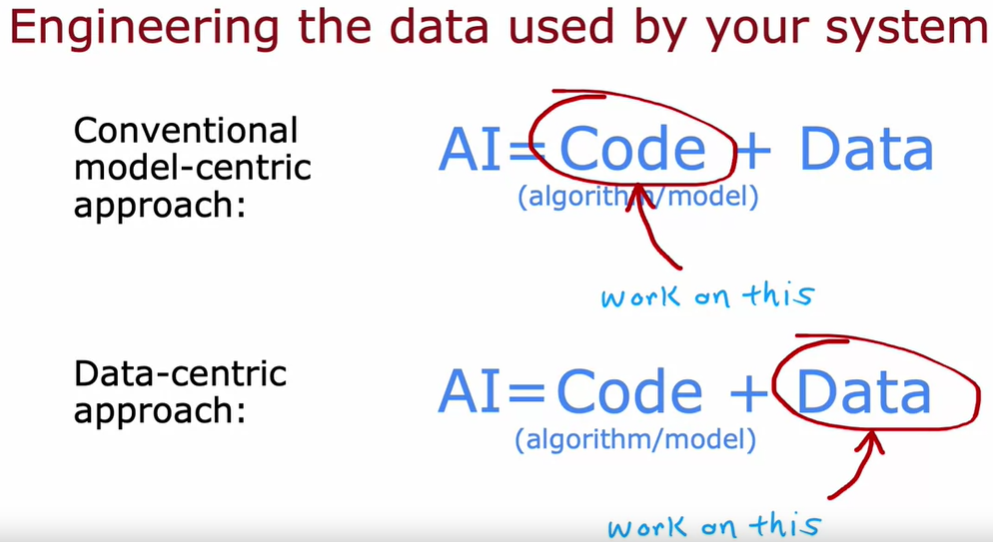 Engineering the data used by your system
Conventional
model-centric
approach:
AI= Code + Data
(algorithm/model)
work on this
Data-centric
approach:
AI= Code + Data
(algorithm/model)
work on this